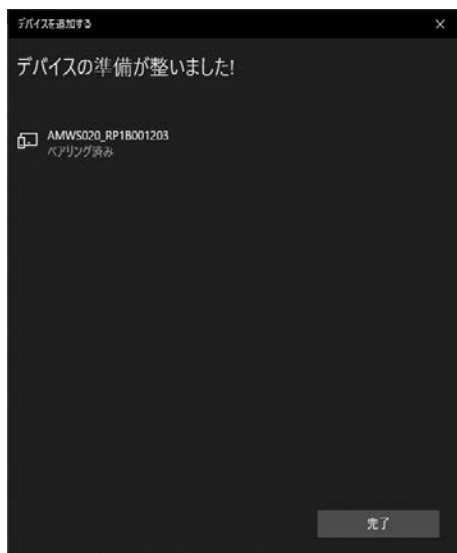 デバイスを追加する
デバイスの準備が整いました!
AMWS020_RP1B001203
ペアリング済み
完了